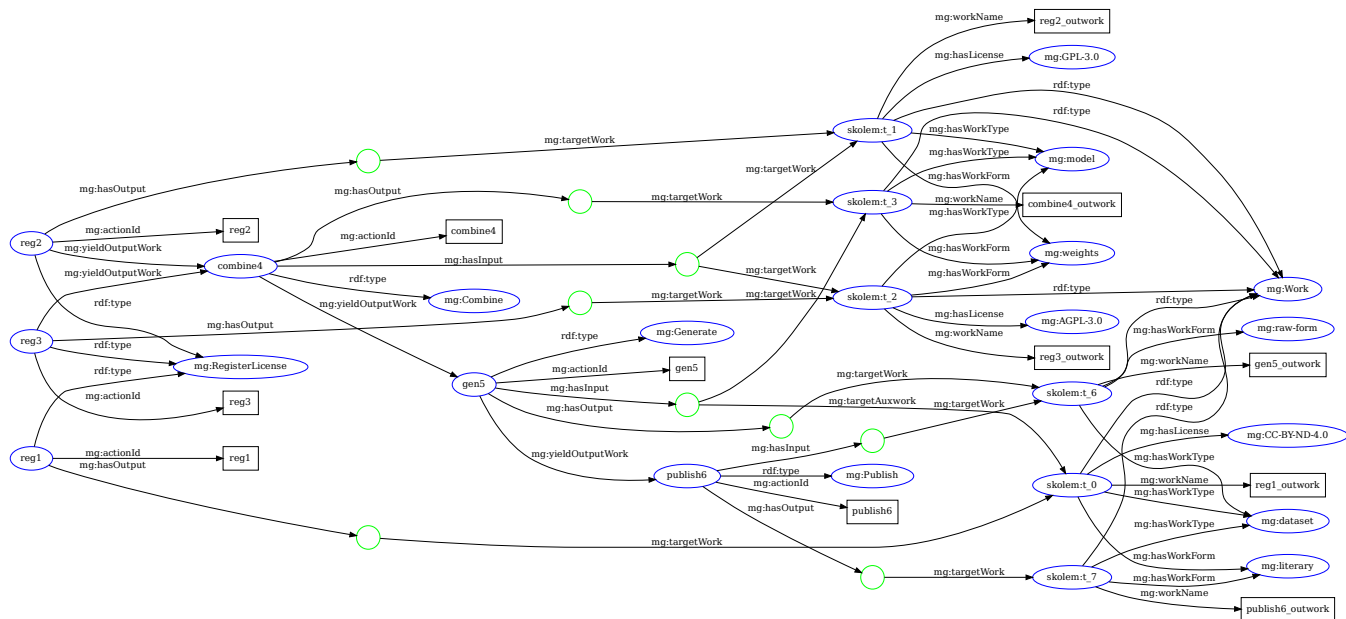 mg:workName
reg2_outwork
mg:hasLicense
mg:GPL-3.0
rdf:type
rdf:type
skolem:t_1
mg:hasWorkType
mg:targetWork
mg:hasWorkType
mg:model
mg:targetWork
mg:hasWorkForm
mg:hasOutput
mg:hasOutput
mg:targetWork
skolem:t_3
mg:workName
combine4_outwork
mg:hasWorkType
mg:actionId
reg2
mg:actionId
combine4
reg2
mg:yieldOutputWork
mg:hasWorkForm
mg:weights
mg:hasInput
combine4
mg:yieldOutputWork
mg:targetWork
mg:hasWorkForm
rdf:type
mg:Work
mg:Combine
mg:targetWork
mg:targetWork
skolem:t_2
rdf:type
rdf:type
mg:yieldOutputWork
rdf:type
mg:hasLicense
mg:AGPL-3.0
mg:hasOutput
mg:hasWorkForm
mg:raw-form
rdf:type
mg:Generate
mg:workName
reg3
rdf:type
reg3_outwork
mg:workName
gen5_outwork
mg:RegisterLicense
mg:actionId
gen5
rdf:type
mg:targetWork
rdf:type
gen5
mg:hasInput
skolem:t_6
mg:actionId
reg3
mg:hasOutput
mg:targetAuxwork
mg:targetWork
rdf:type
mg:hasLicense
mg:CC-BY-ND-4.0
mg:hasInput
mg:actionId
reg1
reg1
mg:yieldOutputWork
mg:hasWorkType
mg:hasOutput
rdf:type
publish6
mg:Publish
mg:actionId
skolem:t_0
mg:workName
reg1_outwork
mg:hasWorkType
mg:hasOutput
publish6
mg:hasWorkType
mg:dataset
mg:targetWork
mg:hasWorkForm
mg:literary
mg:targetWork
skolem:t_7
mg:hasWorkForm
mg:workName
publish6_outwork